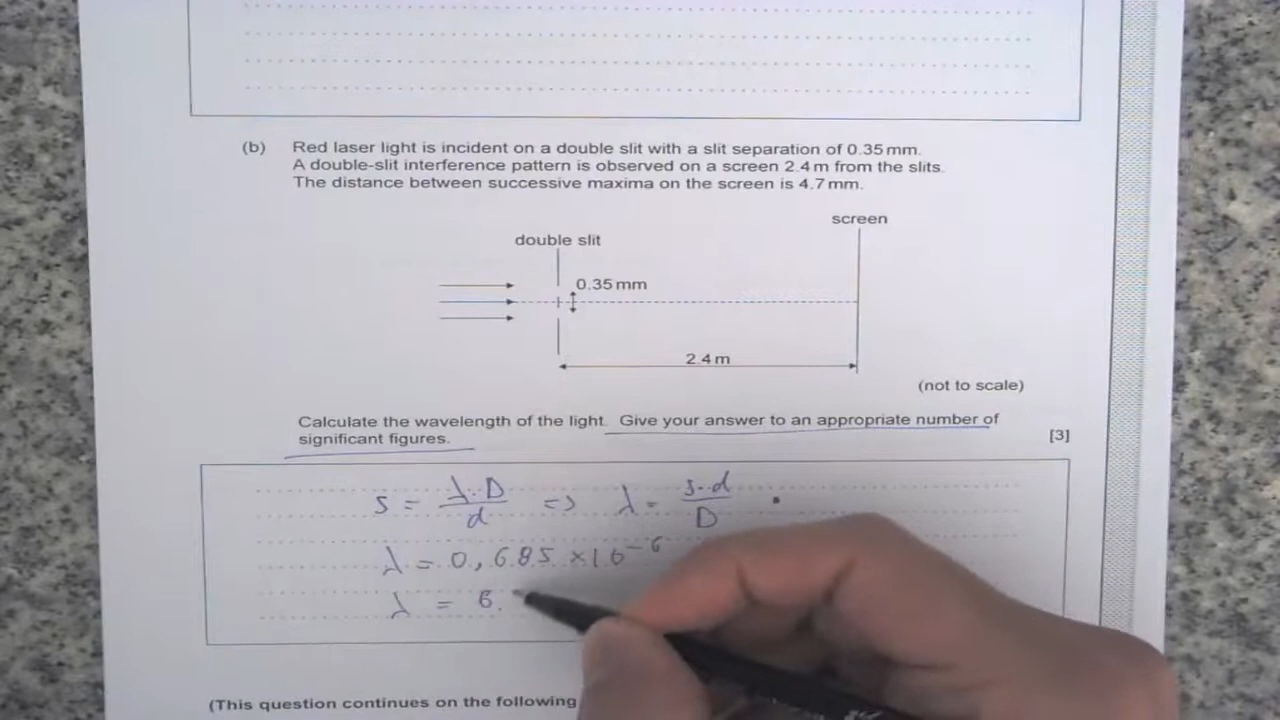 (b) Red laser light is incident on a double slit with a slit separation of 0.35 mm.
A double-slit interference pattern is observed on a screen 2.4 m from the slits.
The distance between successive maxima on the screen is 4.7 mm.
screen
double slit
0.35 mm
2.4 m
(not to scale)
Calculate the wavelength of the light. Give your answer to an appropriate number of
significant figures. [3]
s = λ·D/d => λ = s·d/D
λ = 0,685 × 10⁻⁶
λ = 6.
(This question continues on the following